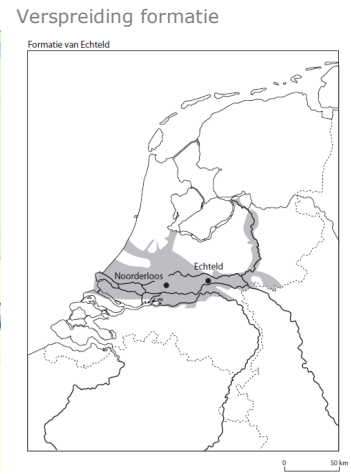 Verspreiding formatie
Formatie van Echteld
Echteld
Noorderloos
0 50 km